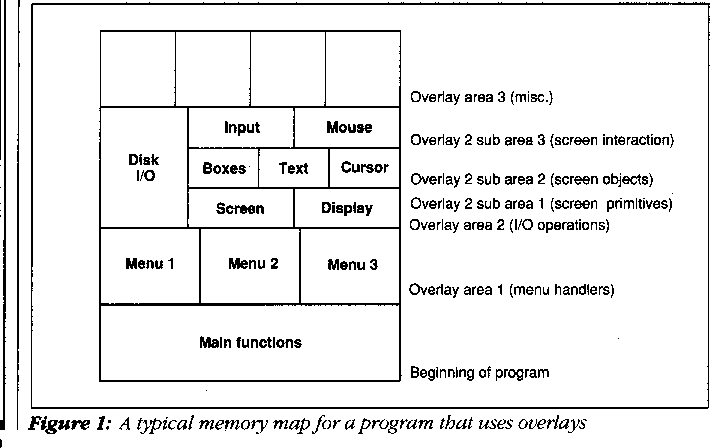 Overlay area 3 (misc.)
Input Mouse
Overlay 2 sub area 3 (screen interaction)
Disk I/O
Boxes Text Cursor
Overlay 2 sub area 2 (screen objects)
Screen Display
Overlay 2 sub area 1 (screen primitives)
Overlay area 2 (I/O operations)
Menu 1 Menu 2 Menu 3
Overlay area 1 (menu handlers)
Main functions
Beginning of program
Figure 1: A typical memory map for a program that uses overlays